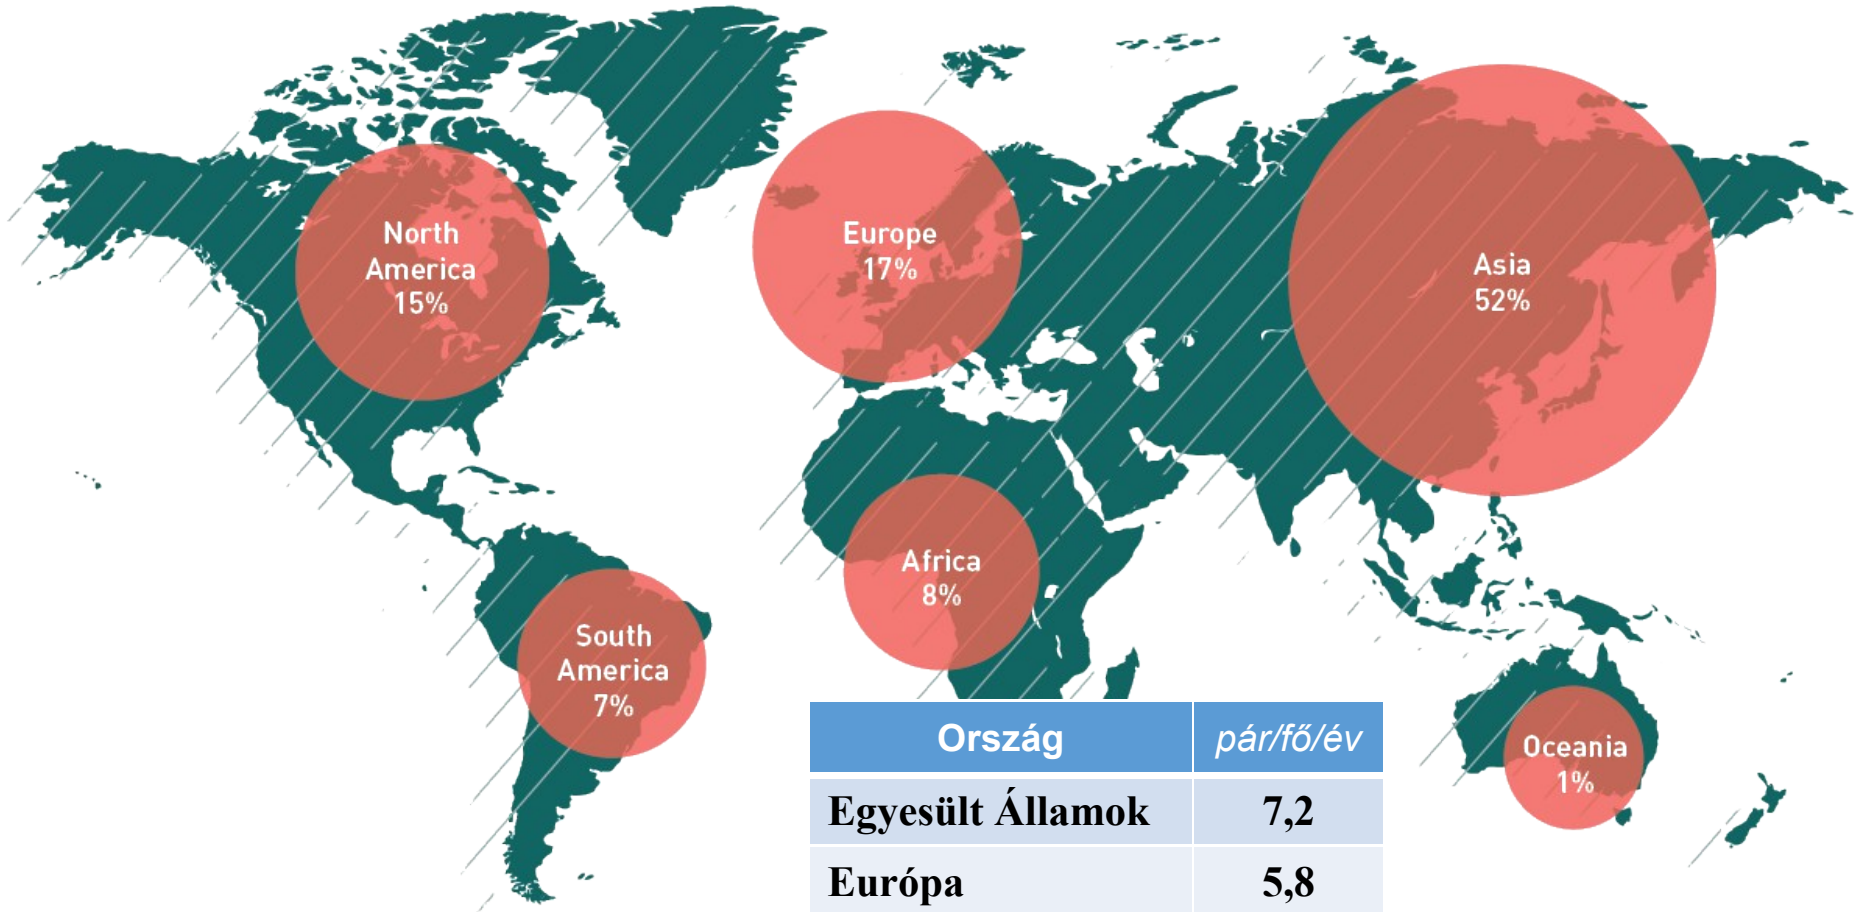 North
America
15%
Europe
17%
Asia
52%
Africa
8%
South
America
7%
Oceania
1%
Ország pár/fő/év
Egyesült Államok 7,2
Európa 5,8